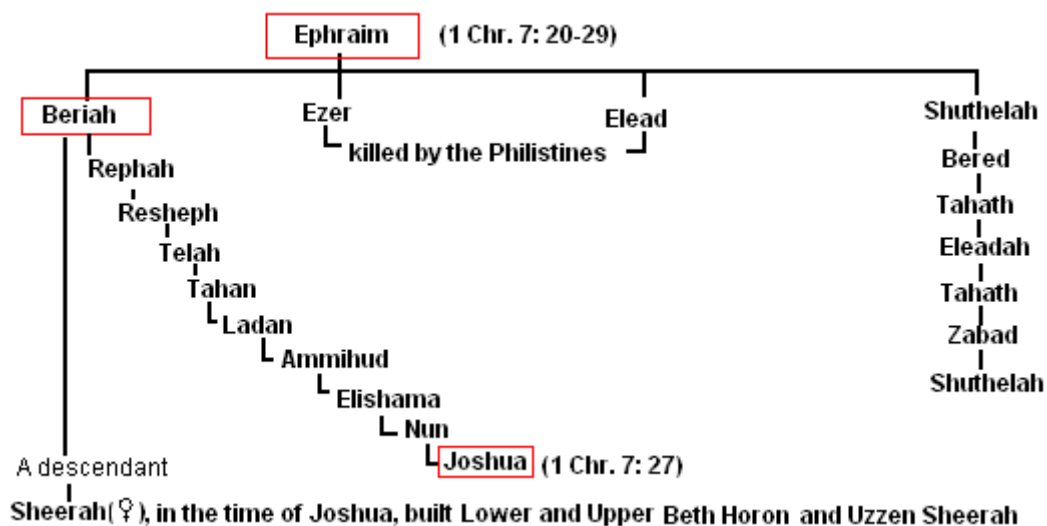 Ephraim (1 Chr. 7: 20-29)
Beriah Ezer Elead Shuthelah
killed by the Philistines Bered
Rephah
Resheph Tahath
Telah Eleadah
Tahan Tahath
Ladan Zabad
Ammihud Shuthelah
Elishama
Nun
Joshua (1 Chr. 7: 27)
A descendant
Sheerah(♀), in the time of Joshua, built Lower and Upper Beth Horon and Uzzen Sheerah